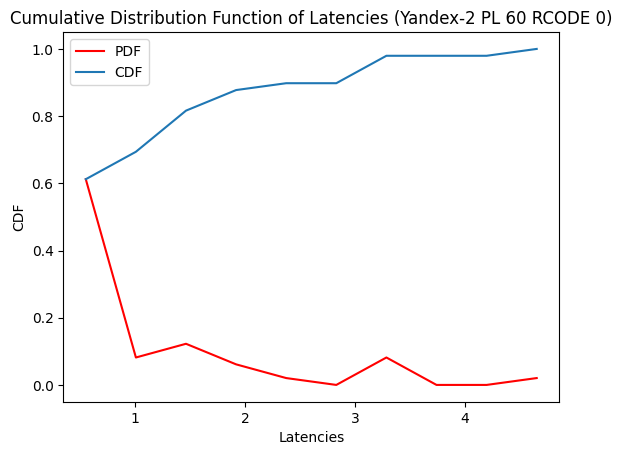 Cumulative Distribution Function of Latencies (Yandex-2 PL 60 RCODE 0)
PDF
CDF
1.0
0.8
0.6
0.4
0.2
0.0
CDF
1 2 3 4
Latencies